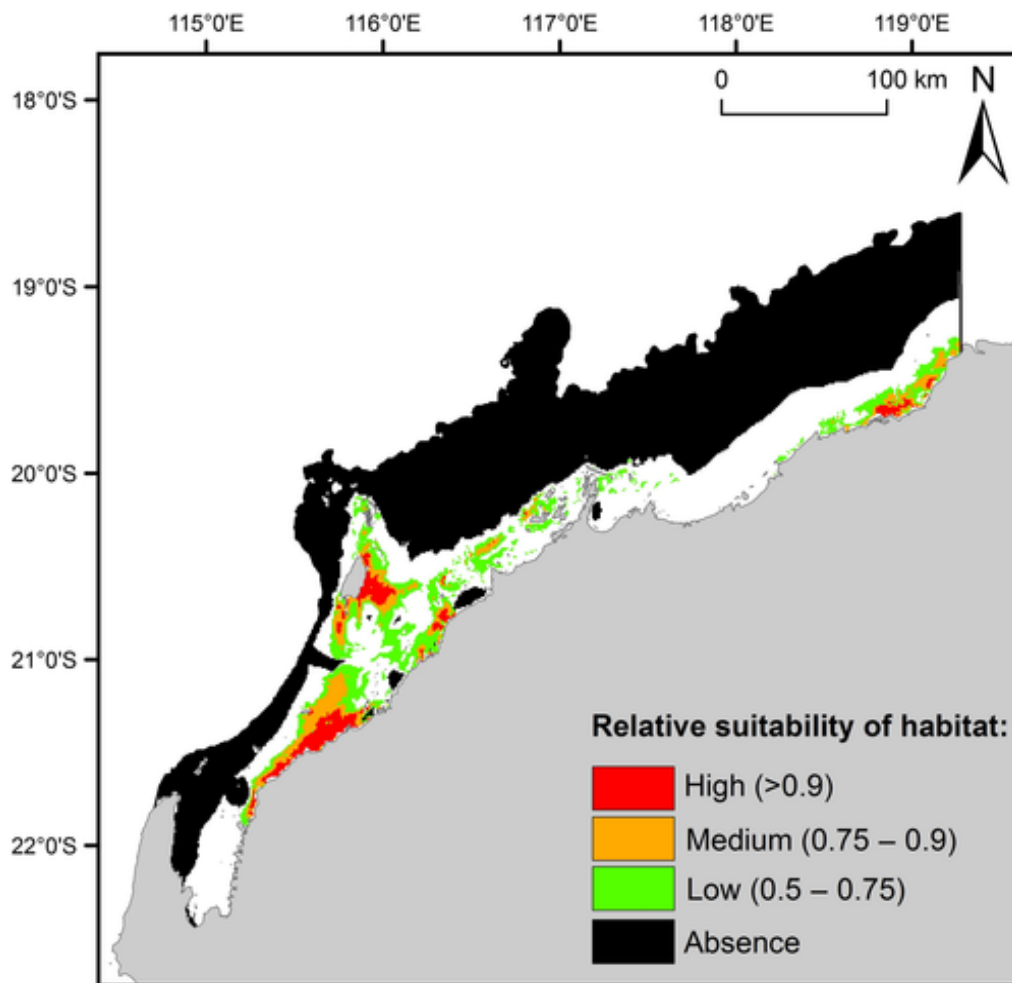 115°0'E 116°0'E 117°0'E 118°0'E 119°0'E
0 100 km N
18°0'S
19°0'S
20°0'S
21°0'S
22°0'S
Relative suitability of habitat:
High (>0.9)
Medium (0.75 – 0.9)
Low (0.5 – 0.75)
Absence